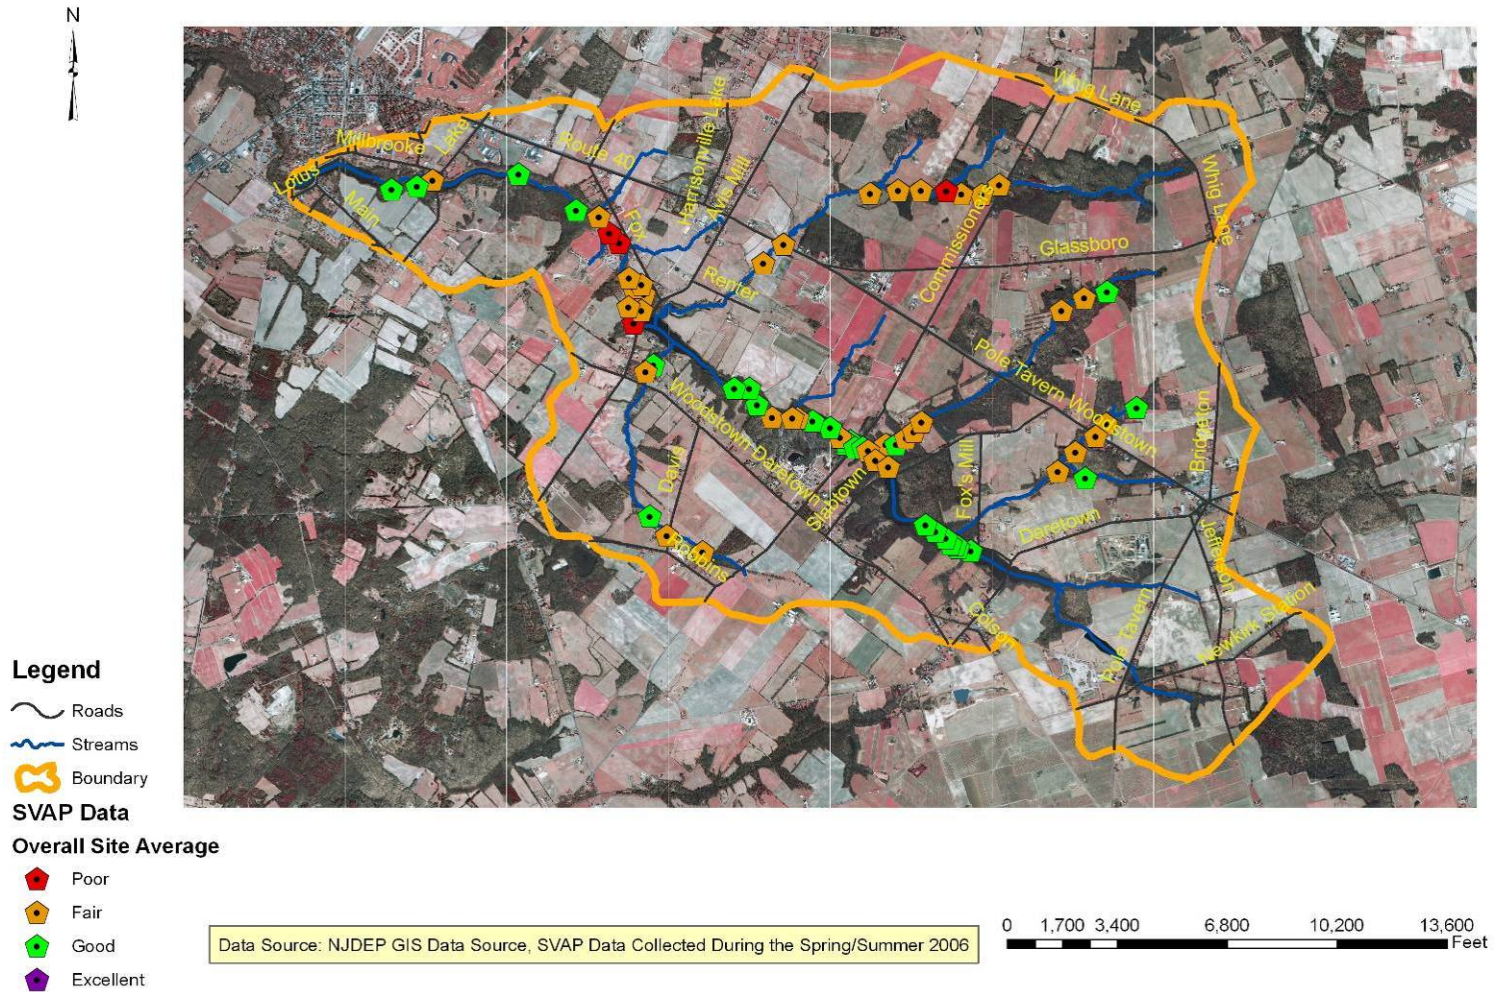 N
Whig Lane
Millbrooke
Lake
Route 40
Harrisonville Lake
Avis Mill
Lotus
Main
Fox
Whig Lane
Commissioners
Glassboro
Renter
Pole Tavern Woodstown
Woodstown Daretown
Davis
Slabtown
Fox's Mill
Bridgeton
Daretown
Robbins
Jefferson
Colson
Pole Tavern
Newkirk Station
Legend
Roads
Streams
Boundary
SVAP Data
Overall Site Average
Poor
Fair
Good
Excellent
Data Source: NJDEP GIS Data Source, SVAP Data Collected During the Spring/Summer 2006
0 1,700 3,400 6,800 10,200 13,600
Feet